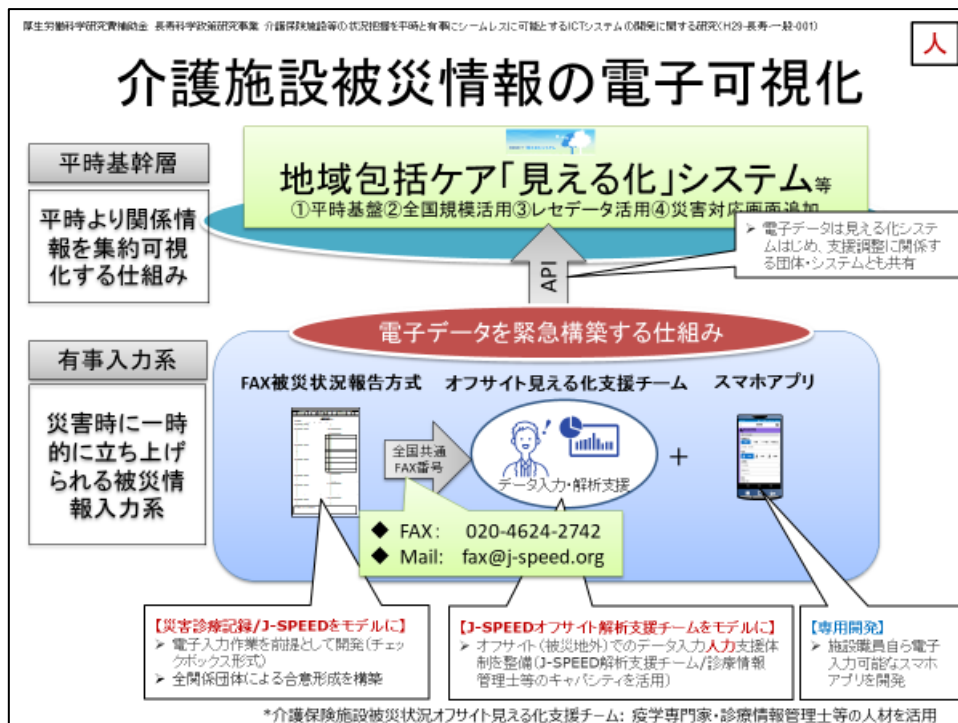 厚生労働科学研究費補助金 長寿科学政策研究事業 介護保険施設等の状況把握を平時と有事にシームレスに可能とするICTシステムの開発に関する研究(H29-長寿-一般-001)
人
介護施設被災情報の電子可視化
平時基幹層
平時より関係情
報を集約可視
化する仕組み
地域包括ケア「見える化」システム等
①平時基盤②全国規模活用③レセデータ活用④災害対応画面追加
➢ 電子データは見える化システ
ムはじめ、支援調整に関係す
る団体・システムとも共有
API
電子データを緊急構築する仕組み
有事入力系
災害時に一時
的に立ち上げ
られる被災情
報入力系
FAX被災状況報告方式
オフサイト見える化支援チーム
スマホアプリ
全国共通
FAX番号
データ入力・解析支援
+
◆ FAX: 020-4624-2742
◆ Mail: fax@j-speed.org
【災害診療記録/J-SPEEDをモデルに】
➢ 電子入力作業を前提として開発(チェッ
クボックス形式)
➢ 全関係団体による合意形成を構築
【J-SPEEDオフサイト解析支援チームをモデルに】
➢ オフサイト(被災地外)でのデータ入力人力支援体
制を整備(J-SPEED解析支援チーム/診療情報
管理士等のキャパシティを活用)
【専用開発】
➢ 施設職員自ら電子
入力可能なスマホ
アプリを開発
*介護保険施設被災状況オフサイト見える化支援チーム: 疫学専門家・診療情報管理士等の人材を活用